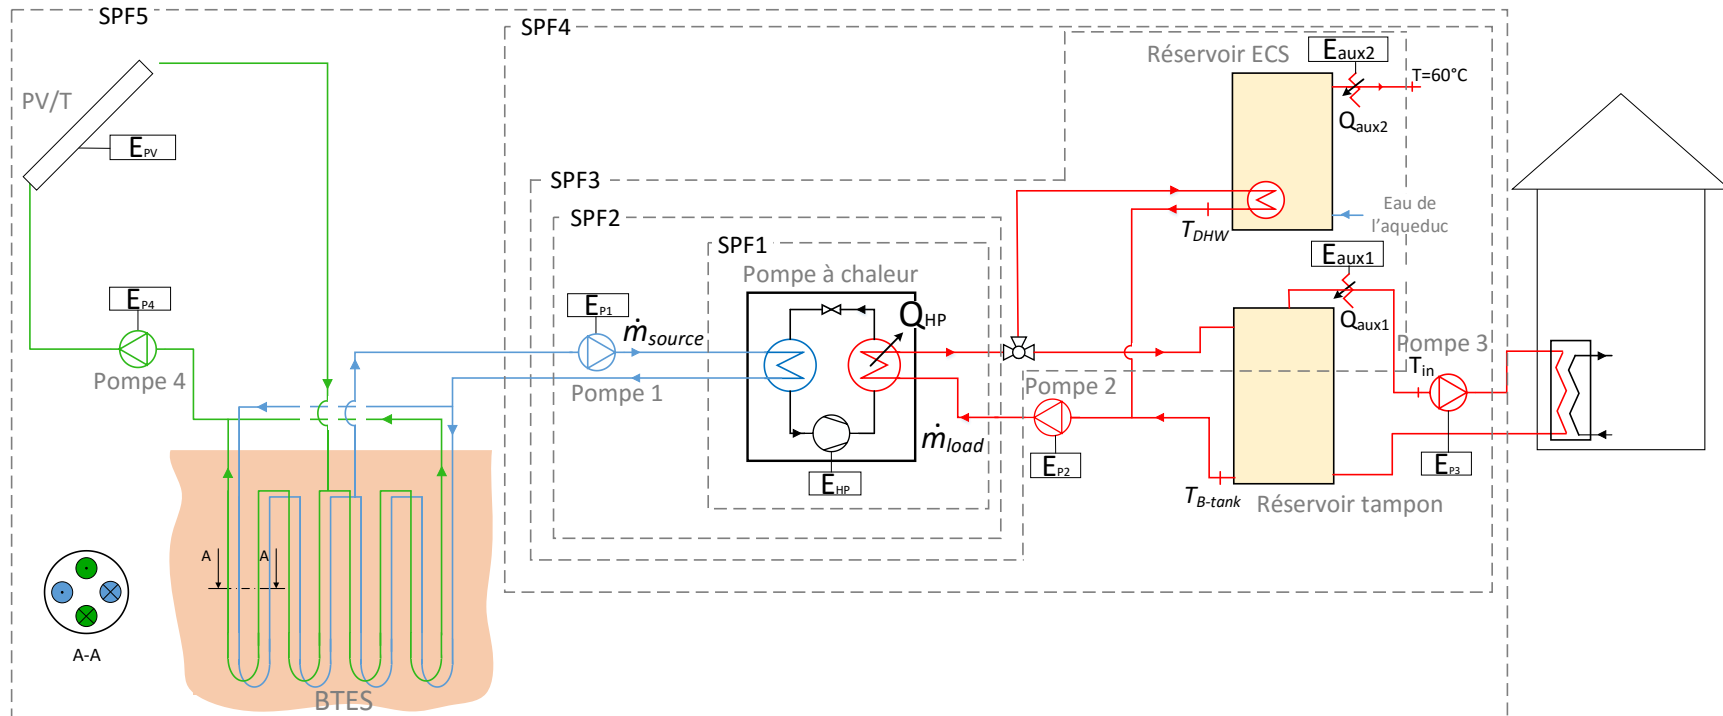 SPF5
SPF4
Réservoir ECS
Eaux2
T=60°C
PV/T
Qaux2
EPV
SPF3
SPF2
TDHW
Eau de
l'aqueduc
SPF1
Eaux1
Pompe à chaleur
EP4
EP1
ṁsource
QHP
Qaux1
Pompe 3
Pompe 4
Pompe 1
Pompe 2
Tin
ṁload
EP2
EP3
EHP
TB-tank
Réservoir tampon
A
A
A-A
BTES